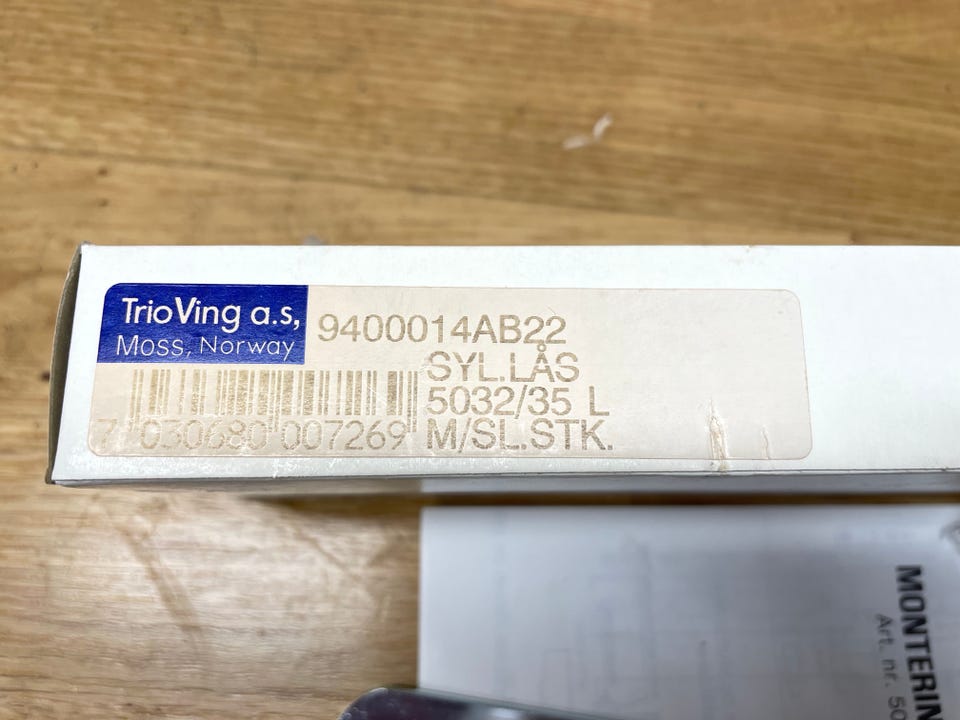 TrioVing a.s,
Moss, Norway
9400014AB22
SYL.LÅS
5032/35 L
M/SL.STK.
7 030680 007269
MONTERIN
Art. nr. 50